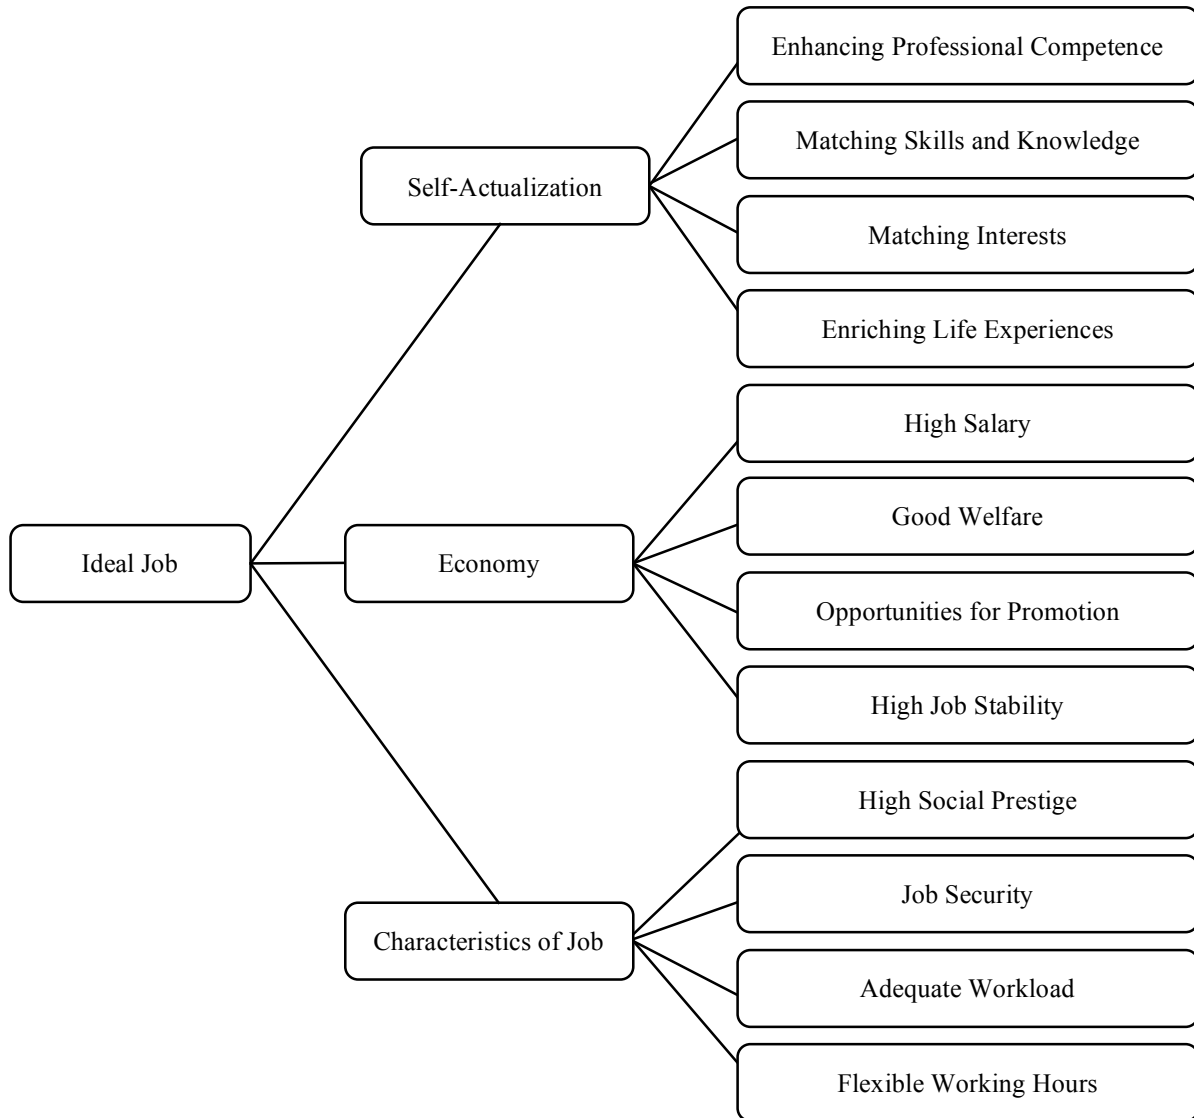 Enhancing Professional Competence
Matching Skills and Knowledge
Self-Actualization
Matching Interests
Enriching Life Experiences
High Salary
Good Welfare
Ideal Job
Economy
Opportunities for Promotion
High Job Stability
High Social Prestige
Job Security
Characteristics of Job
Adequate Workload
Flexible Working Hours